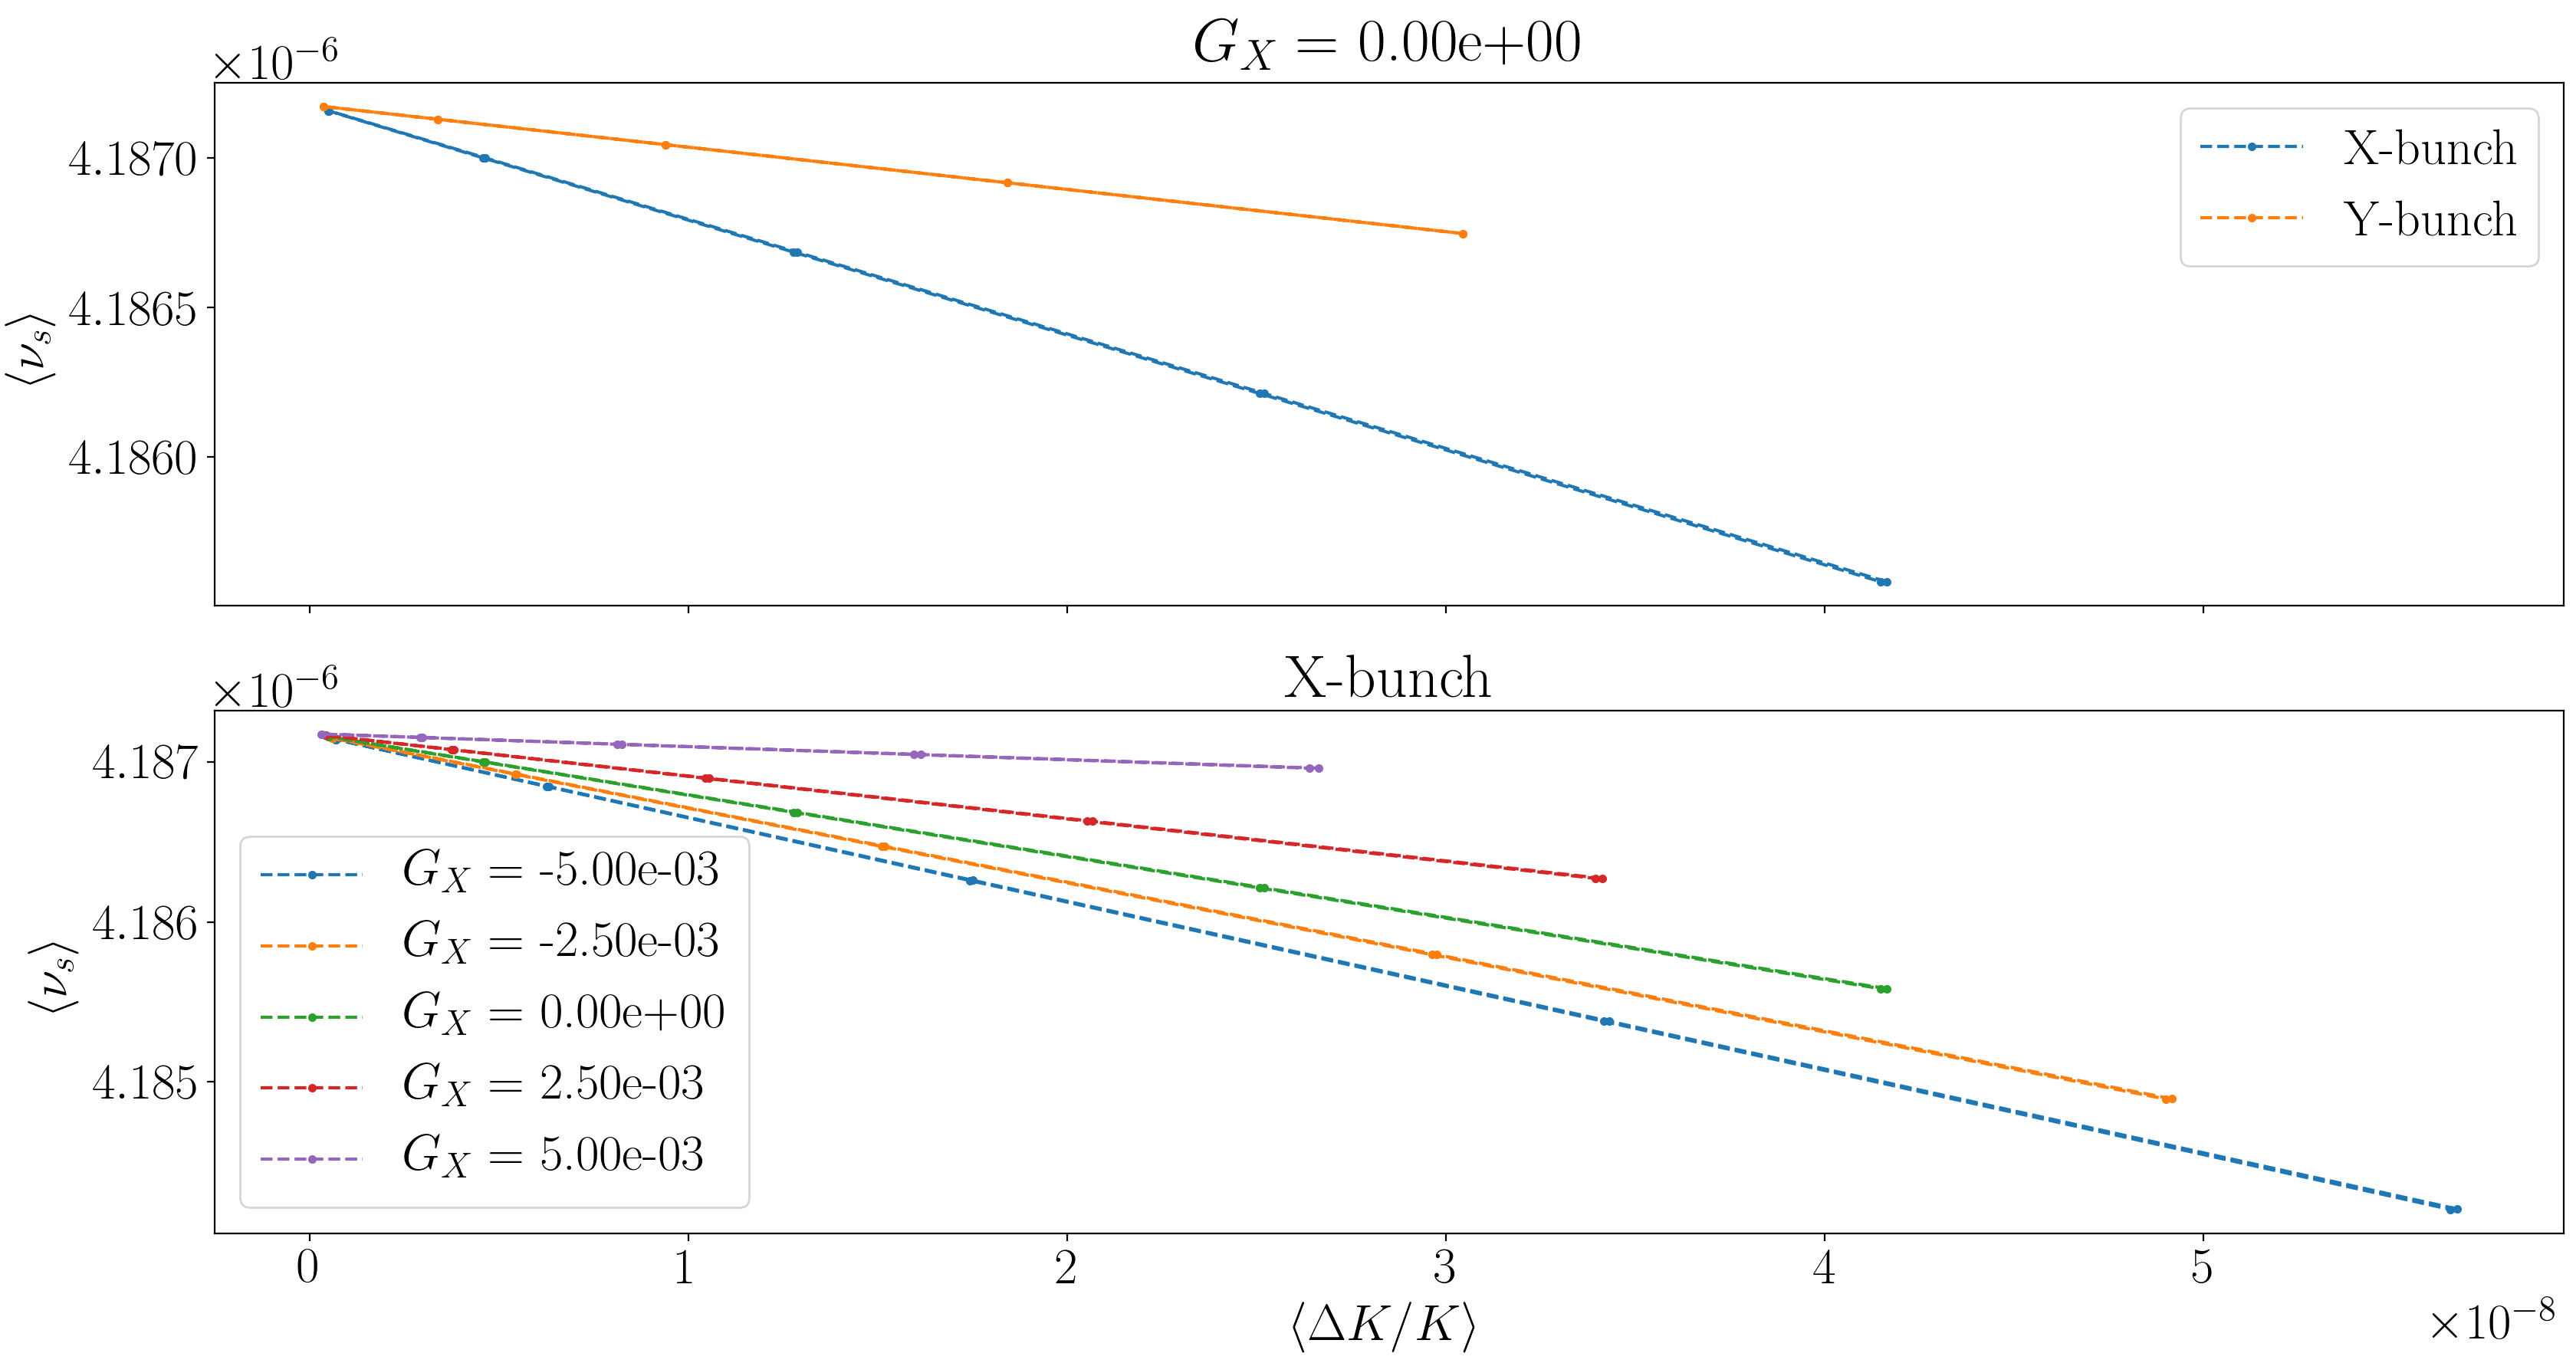 G_X = 0.00e+00
×10⁻⁶
4.1870
4.1865
4.1860
⟨ν_s⟩
X-bunch
Y-bunch
X-bunch
×10⁻⁶
4.187
4.186
4.185
⟨ν_s⟩
G_X = -5.00e-03
G_X = -2.50e-03
G_X = 0.00e+00
G_X = 2.50e-03
G_X = 5.00e-03
0 1 2 3 4 5
⟨ΔK/K⟩
×10⁻⁸